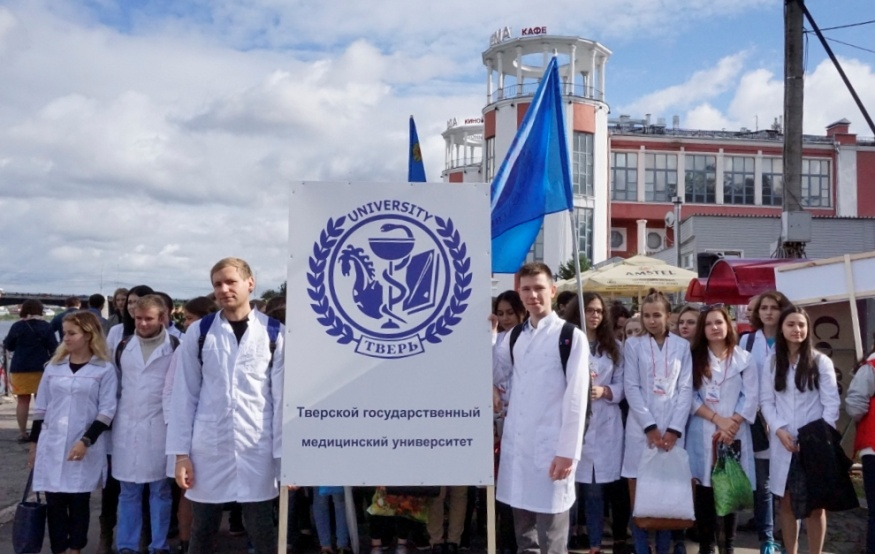 КАФЕ
UNIVERSITY
ТВЕРЬ
Тверской государственный
медицинский университет
AMSTEL